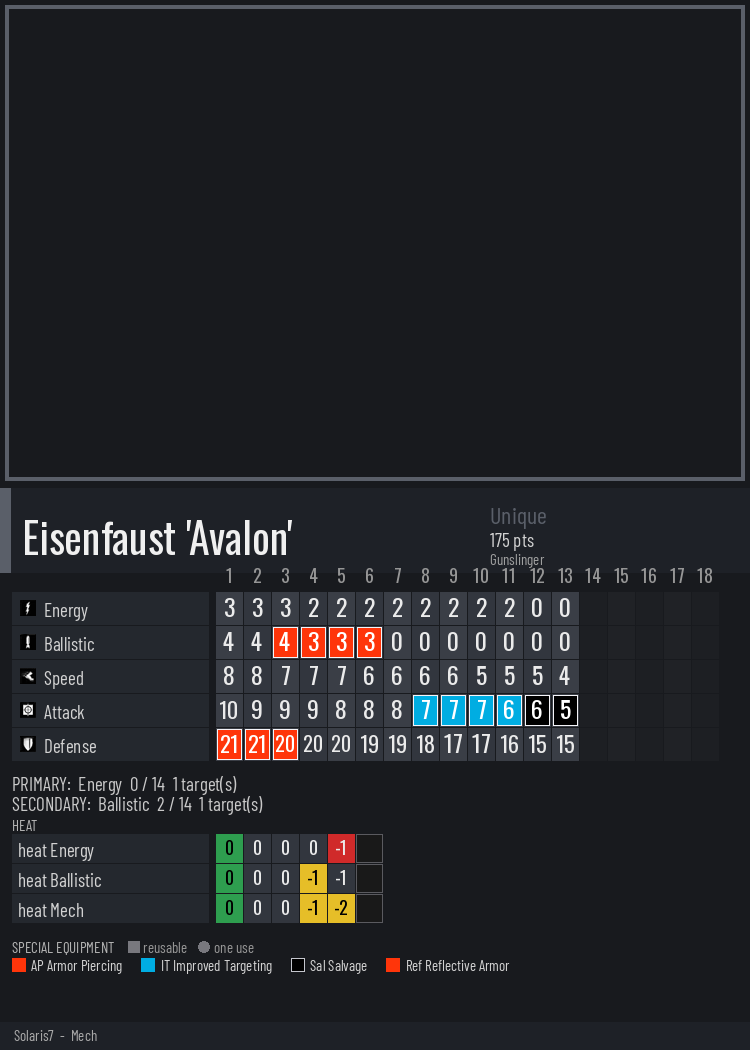 Eisenfaust 'Avalon'
Unique
175 pts
Gunslinger
1 2 3 4 5 6 7 8 9 10 11 12 13 14 15 16 17 18
Energy 3 3 3 2 2 2 2 2 2 2 2 0 0
Ballistic 4 4 4 3 3 3 0 0 0 0 0 0 0
Speed 8 8 7 7 7 6 6 6 6 5 5 5 4
Attack 10 9 9 9 8 8 8 7 7 7 6 6 5
Defense 21 21 20 20 20 19 19 18 17 17 16 15 15
PRIMARY: Energy 0 / 14 1 target(s)
SECONDARY: Ballistic 2 / 14 1 target(s)
HEAT
heat Energy 0 0 0 0 -1
heat Ballistic 0 0 0 -1 -1
heat Mech 0 0 0 -1 -2
SPECIAL EQUIPMENT reusable one use
AP Armor Piercing IT Improved Targeting Sal Salvage Ref Reflective Armor
Solaris7 - Mech